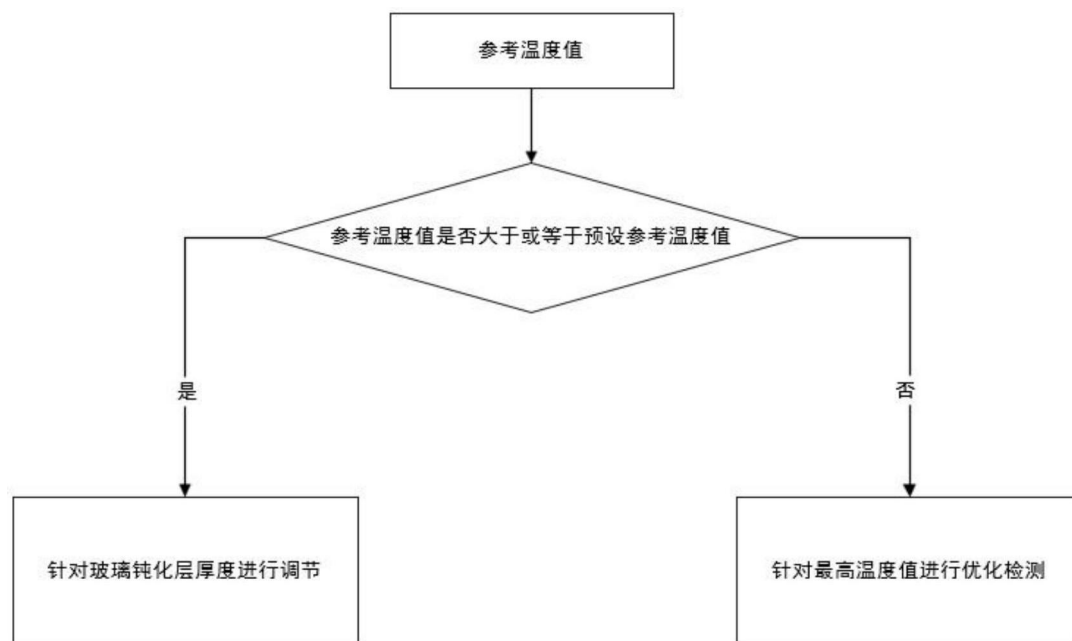 参考温度值
参考温度值是否大于或等于预设参考温度值
是
否
针对玻璃钝化层厚度进行调节
针对最高温度值进行优化检测